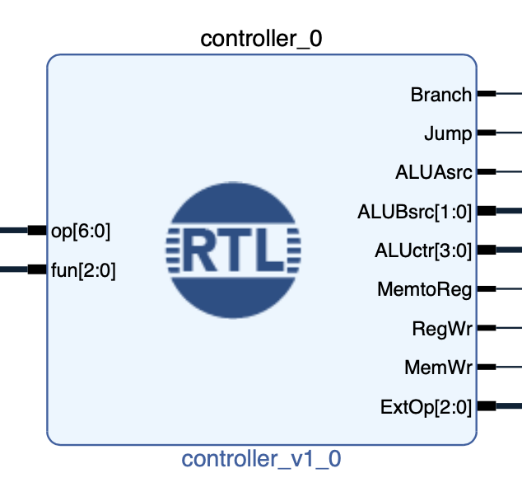 controller_0
Branch
Jump
ALUAsrc
ALUBsrc[1:0]
op[6:0]
ALUctr[3:0]
fun[2:0]
RTL
MemtoReg
RegWr
MemWr
ExtOp[2:0]
controller_v1_0